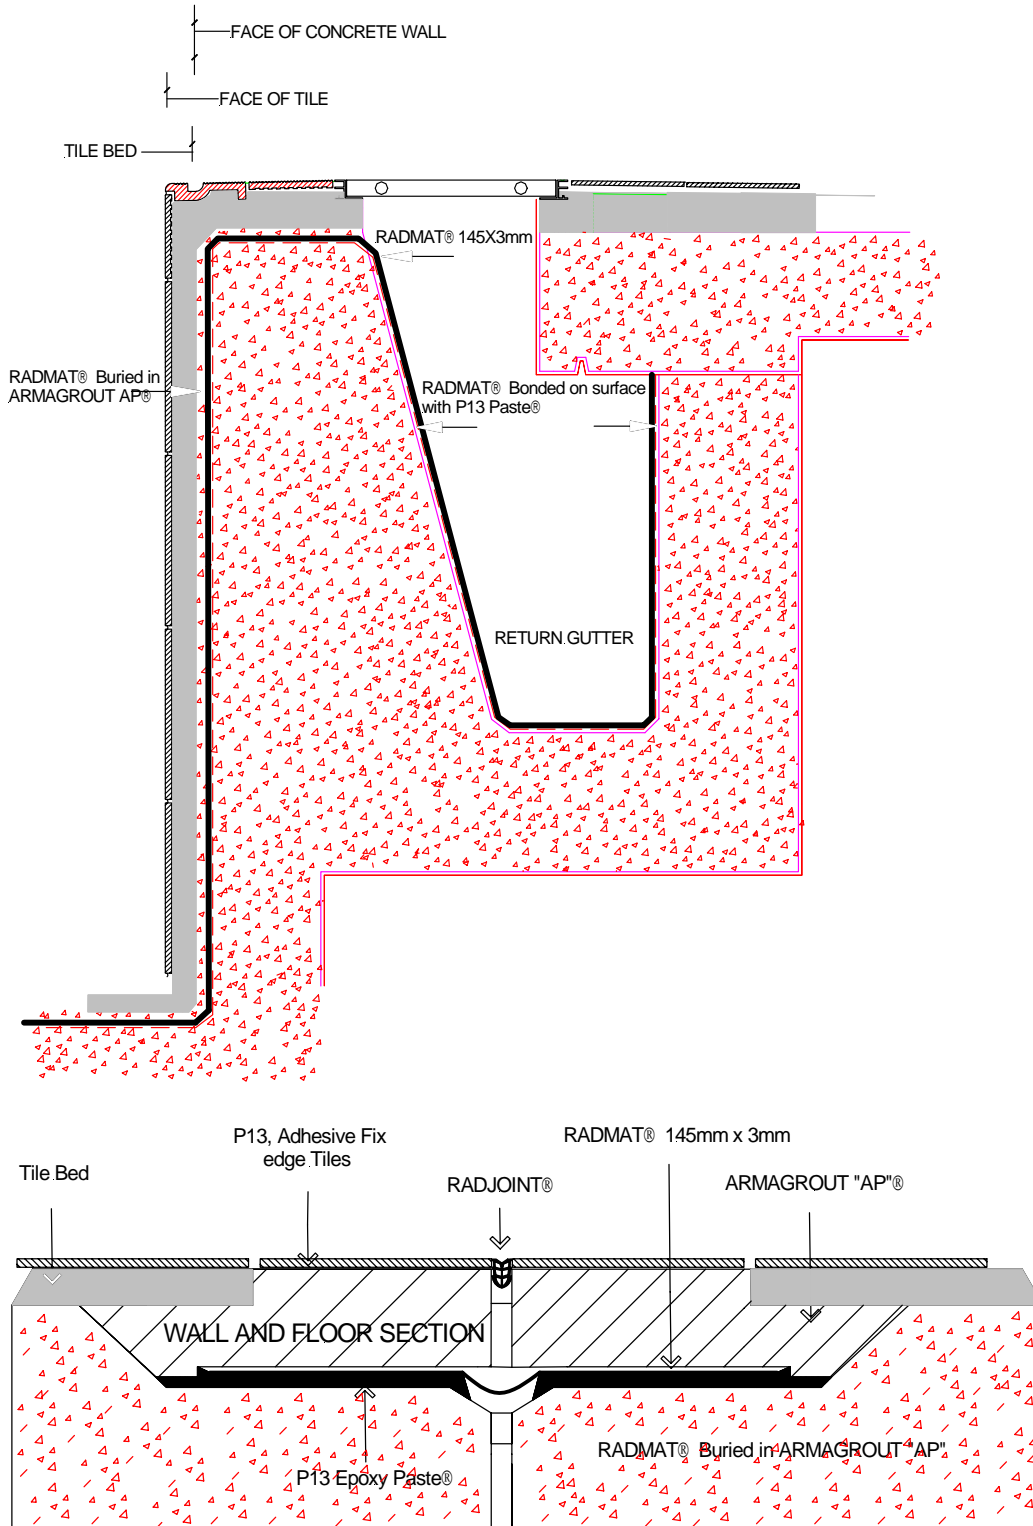 FACE OF CONCRETE WALL
FACE OF TILE
TILE BED
RADMAT® 145X3mm
RADMAT® Buried in
ARMAGROUT AP®
RADMAT® Bonded on surface
with P13 Paste®
RETURN GUTTER
P13, Adhesive Fix
edge Tiles
RADMAT® 145mm x 3mm
Tile Bed
RADJOINT®
ARMAGROUT "AP"®
WALL AND FLOOR SECTION
RADMAT® Buried in ARMAGROUT "AP"
P13 Epoxy Paste®